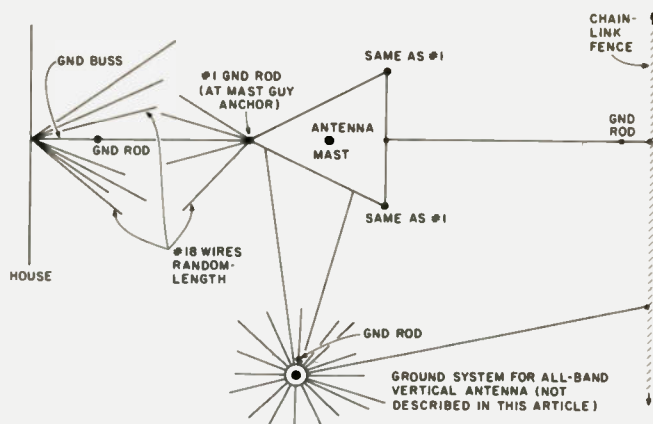 CHAIN-
LINK
FENCE
SAME AS #1
GND BUSS
#1 GND ROD
(AT MAST GUY
ANCHOR)
ANTENNA
MAST
GND
ROD
GND ROD
SAME AS #1
#18 WIRES
RANDOM-
LENGTH
HOUSE
GND ROD
GROUND SYSTEM FOR ALL-BAND
VERTICAL ANTENNA (NOT
DESCRIBED IN THIS ARTICLE)